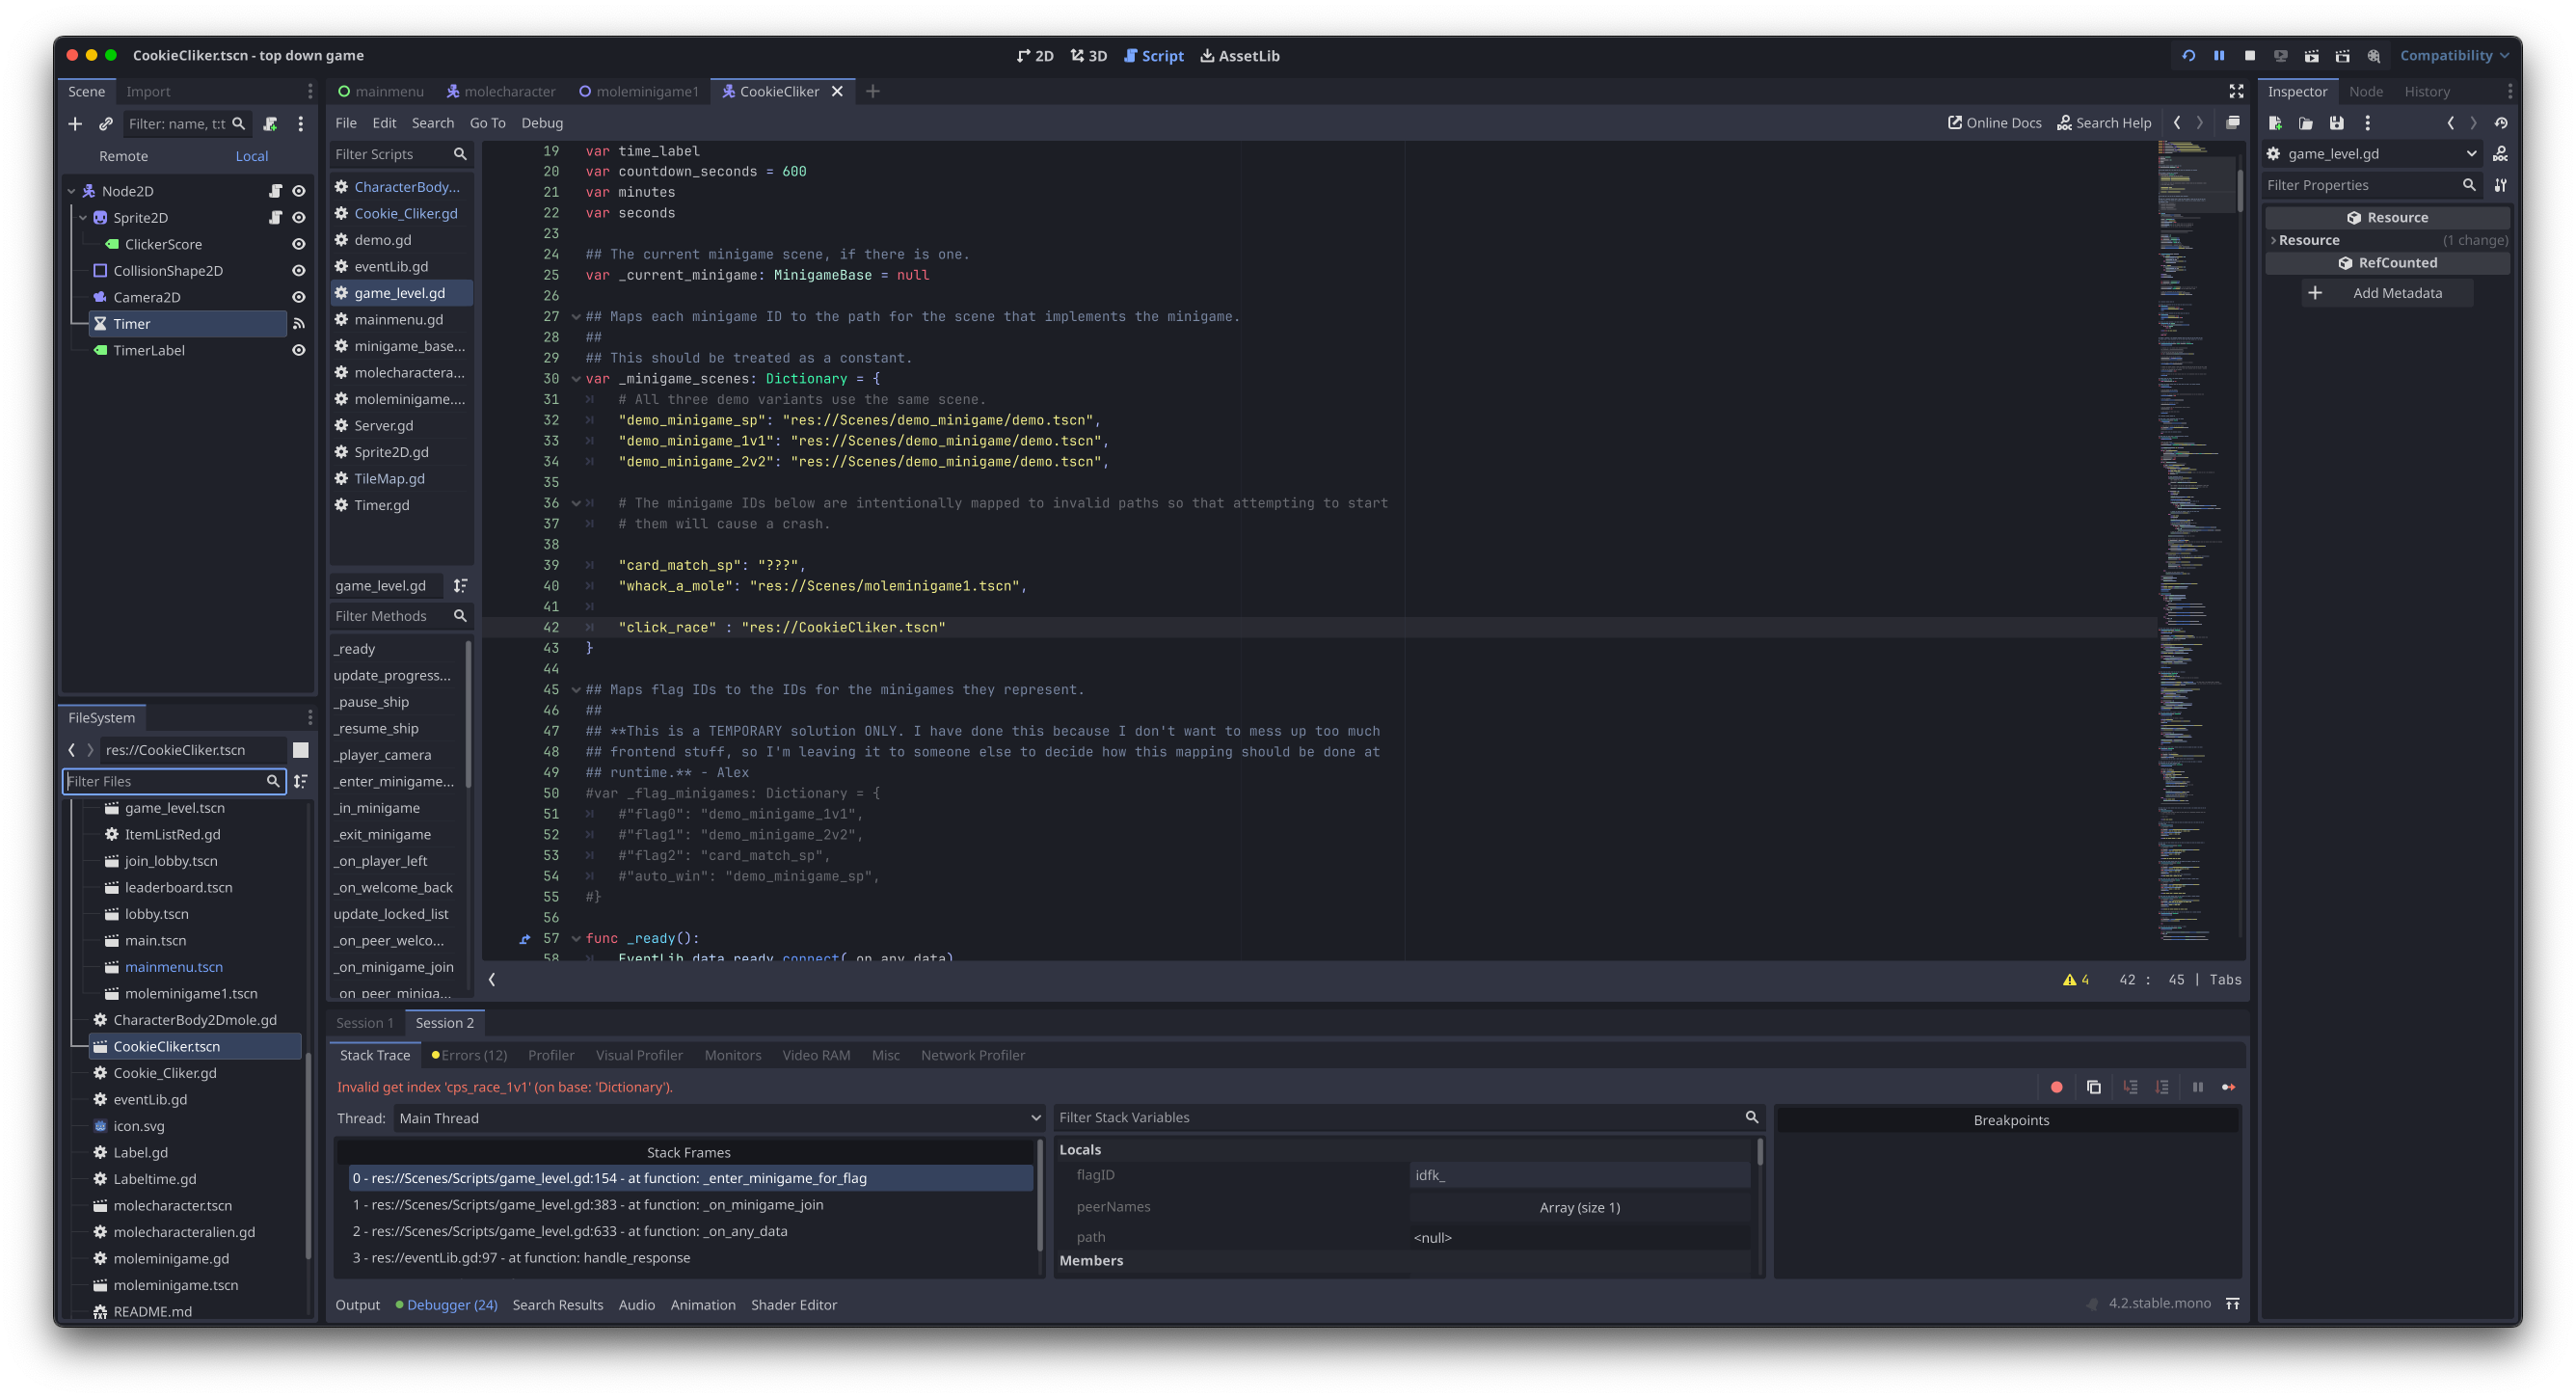 CookieCliker.tscn - top down game
2D 3D Script AssetLib
Compatibility
Scene Import
Filter: name, t:t
Remote Local
Node2D
Sprite2D
ClickerScore
CollisionShape2D
Camera2D
Timer
TimerLabel
FileSystem
res://CookieCliker.tscn
Filter Files
game_level.tscn
ItemListRed.gd
join_lobby.tscn
leaderboard.tscn
lobby.tscn
main.tscn
mainmenu.tscn
moleminigame1.tscn
CharacterBody2Dmole.gd
CookieCliker.tscn
Cookie_Cliker.gd
eventLib.gd
icon.svg
Label.gd
Labeltime.gd
molecharacter.tscn
molecharacteralien.gd
moleminigame.gd
moleminigame.tscn
README.md
mainmenu molecharacter moleminigame1 CookieCliker
File Edit Search Go To Debug
Online Docs Search Help
Filter Scripts
CharacterBody...
Cookie_Cliker.gd
demo.gd
eventLib.gd
game_level.gd
mainmenu.gd
minigame_base...
molecharactera...
moleminigame....
Server.gd
Sprite2D.gd
TileMap.gd
Timer.gd
game_level.gd
Filter Methods
_ready
update_progress...
_pause_ship
_resume_ship
_player_camera
_enter_minigame...
_in_minigame
_exit_minigame
_on_player_left
_on_welcome_back
update_locked_list
_on_peer_welco...
_on_minigame_join
_on_peer_miniga...
19 var time_label
20 var countdown_seconds = 600
21 var minutes
22 var seconds
23
24 ## The current minigame scene, if there is one.
25 var _current_minigame: MinigameBase = null
26
27 ## Maps each minigame ID to the path for the scene that implements the minigame.
28 ##
29 ## This should be treated as a constant.
30 var _minigame_scenes: Dictionary = {
31 # All three demo variants use the same scene.
32 "demo_minigame_sp": "res://Scenes/demo_minigame/demo.tscn",
33 "demo_minigame_1v1": "res://Scenes/demo_minigame/demo.tscn",
34 "demo_minigame_2v2": "res://Scenes/demo_minigame/demo.tscn",
35
36 # The minigame IDs below are intentionally mapped to invalid paths so that attempting to start
37 # them will cause a crash.
38
39 "card_match_sp": "???",
40 "whack_a_mole": "res://Scenes/moleminigame1.tscn",
41
42 "click_race" : "res://CookieCliker.tscn"
43 }
44
45 ## Maps flag IDs to the IDs for the minigames they represent.
46 ##
47 ## **This is a TEMPORARY solution ONLY. I have done this because I don't want to mess up too much
48 ## frontend stuff, so I'm leaving it to someone else to decide how this mapping should be done at
49 ## runtime.** - Alex
50 #var _flag_minigames: Dictionary = {
51 #"flag0": "demo_minigame_1v1",
52 #"flag1": "demo_minigame_2v2",
53 #"flag2": "card_match_sp",
54 #"auto_win": "demo_minigame_sp",
55 #}
56
57 func _ready():
58 EventLib.data_ready.connect(_on_any_data)
4 42 : 45 | Tabs
Session 1 Session 2
Stack Trace Errors (12) Profiler Visual Profiler Monitors Video RAM Misc Network Profiler
Invalid get index 'cps_race_1v1' (on base: 'Dictionary').
Thread: Main Thread
Stack Frames
0 - res://Scenes/Scripts/game_level.gd:154 - at function: _enter_minigame_for_flag
1 - res://Scenes/Scripts/game_level.gd:383 - at function: _on_minigame_join
2 - res://Scenes/Scripts/game_level.gd:633 - at function: _on_any_data
3 - res://eventLib.gd:97 - at function: handle_response
Filter Stack Variables
Locals
flagID idfk_
peerNames Array (size 1)
path <null>
Members
Breakpoints
Output Debugger (24) Search Results Audio Animation Shader Editor
4.2.stable.mono
Inspector Node History
game_level.gd
DOC
Filter Properties
Resource
Resource (1 change)
RefCounted
Add Metadata